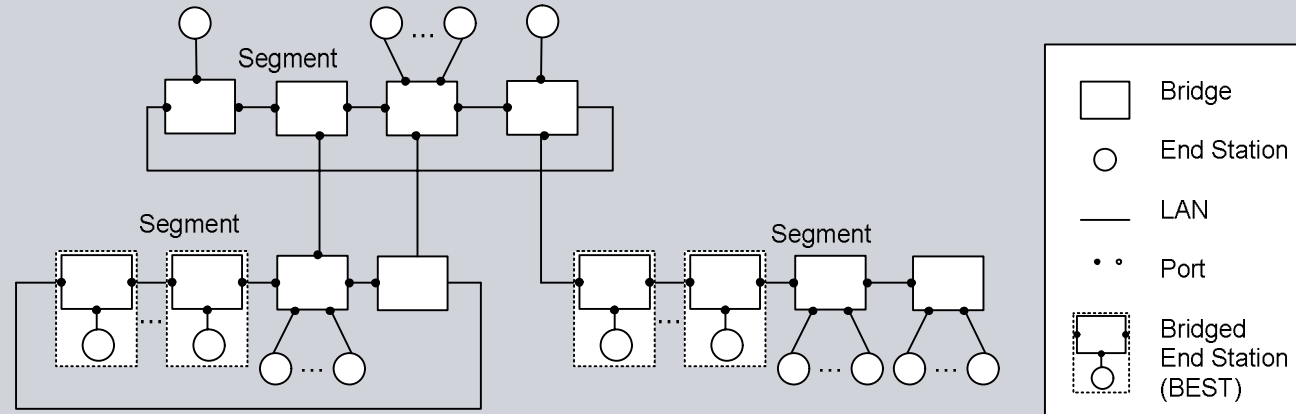 Segment
...
Segment
...
...
Segment
...
...
...
Bridge
End Station
LAN
Port
Bridged
End Station
(BEST)